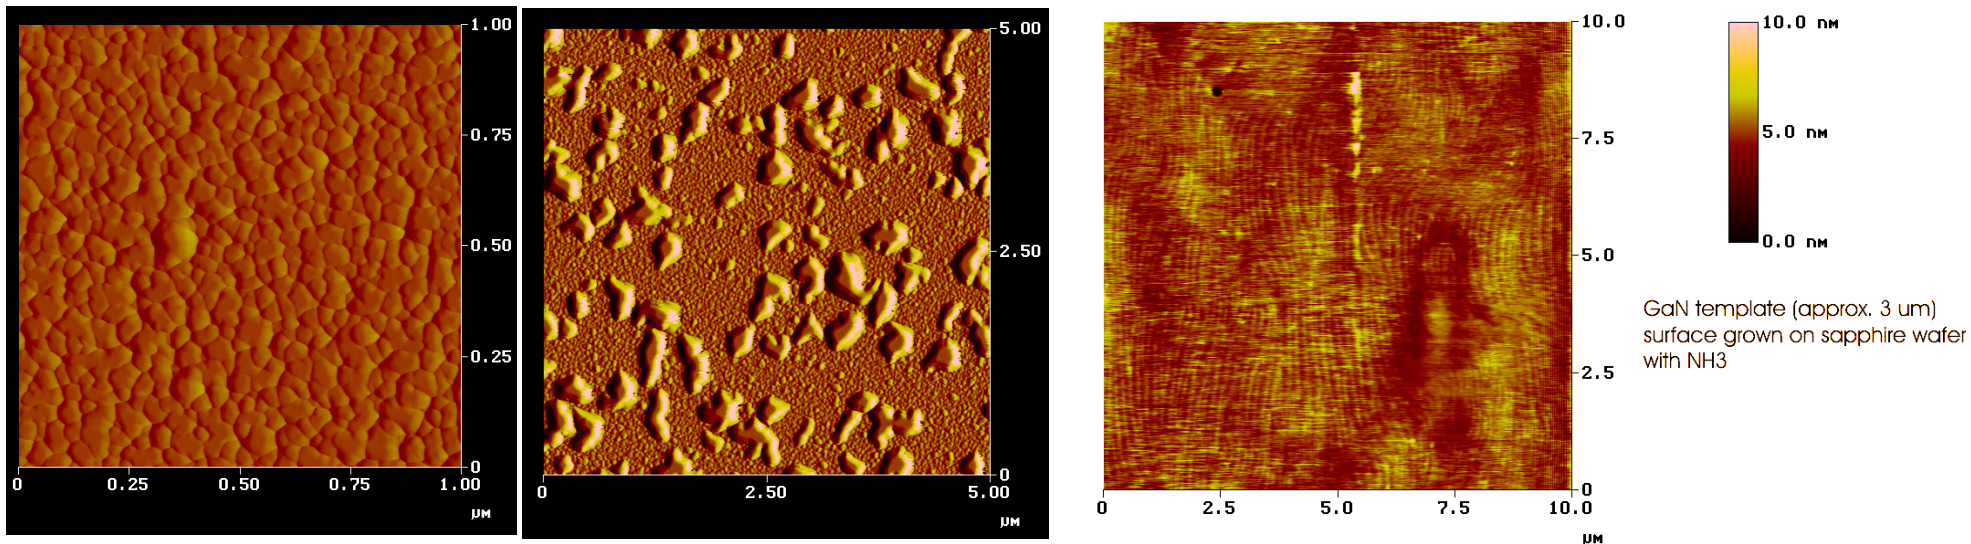 1.00
0.75
0.50
0.25
0
0
0.25
0.50
0.75
1.00
µM
5.00
2.50
0
0
2.50
5.00
µM
10.0
7.5
5.0
2.5
0
0
2.5
5.0
7.5
10.0
µM
10.0 nM
5.0 nM
0.0 nM
GaN template (approx. 3 um)
surface grown on sapphire wafer
with NH3